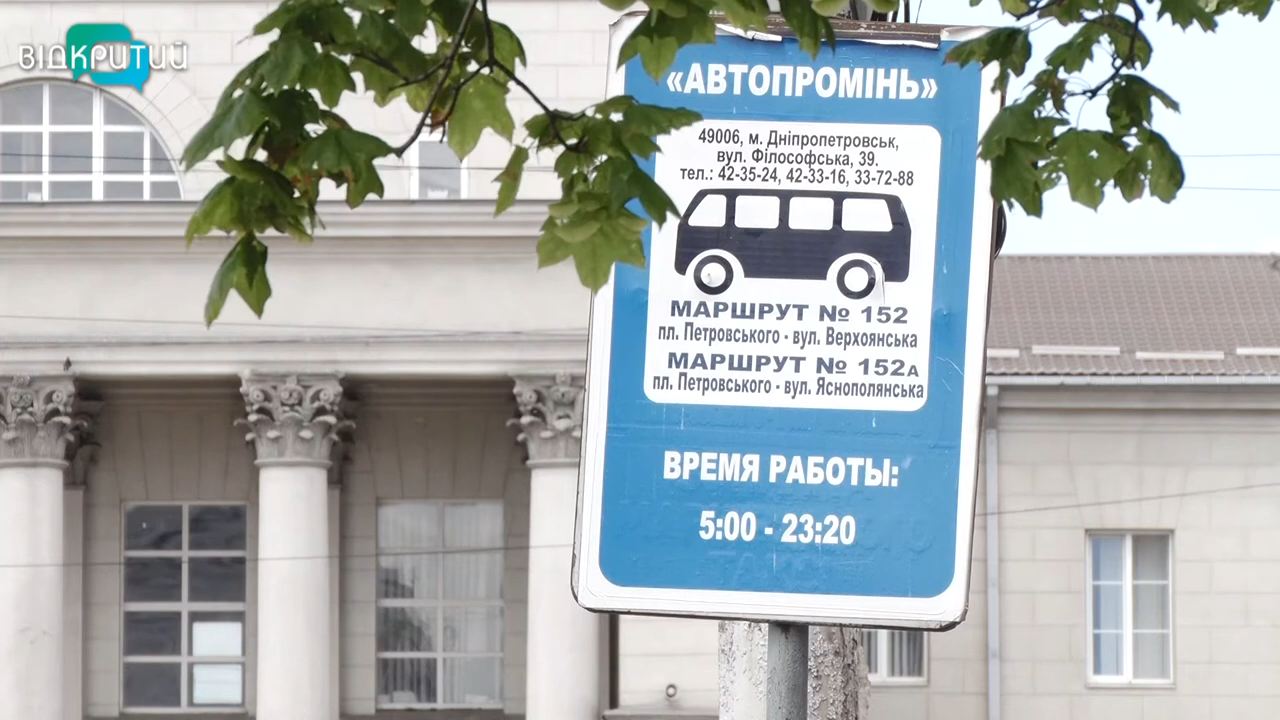 ВІДКРИТИЙ
«АВТОПРОМІНЬ»
49006, м. Дніпропетровськ,
вул. Філософська, 39.
тел.: 42-35-24, 42-33-16, 33-72-88
МАРШРУТ № 152
пл. Петровського - вул. Верхоянська
МАРШРУТ № 152А
пл. Петровського - вул. Яснополянська
ВРЕМЯ РАБОТЫ:
5:00 - 23:20